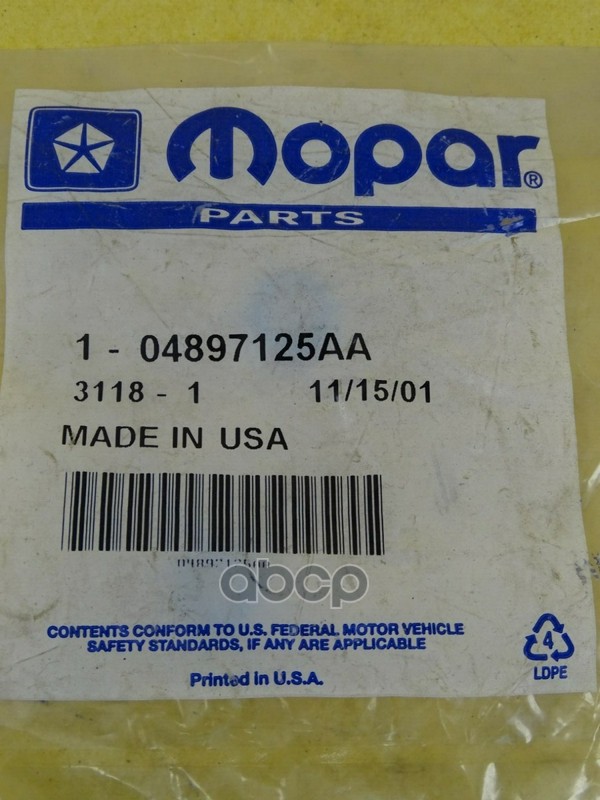 Mopar®
PARTS
1 - 04897125AA
3118 - 1 11/15/01
MADE IN USA
abcp
CONTENTS CONFORM TO U.S. FEDERAL MOTOR VEHICLE
SAFETY STANDARDS, IF ANY ARE APPLICABLE
4
LDPE
Printed in U.S.A.